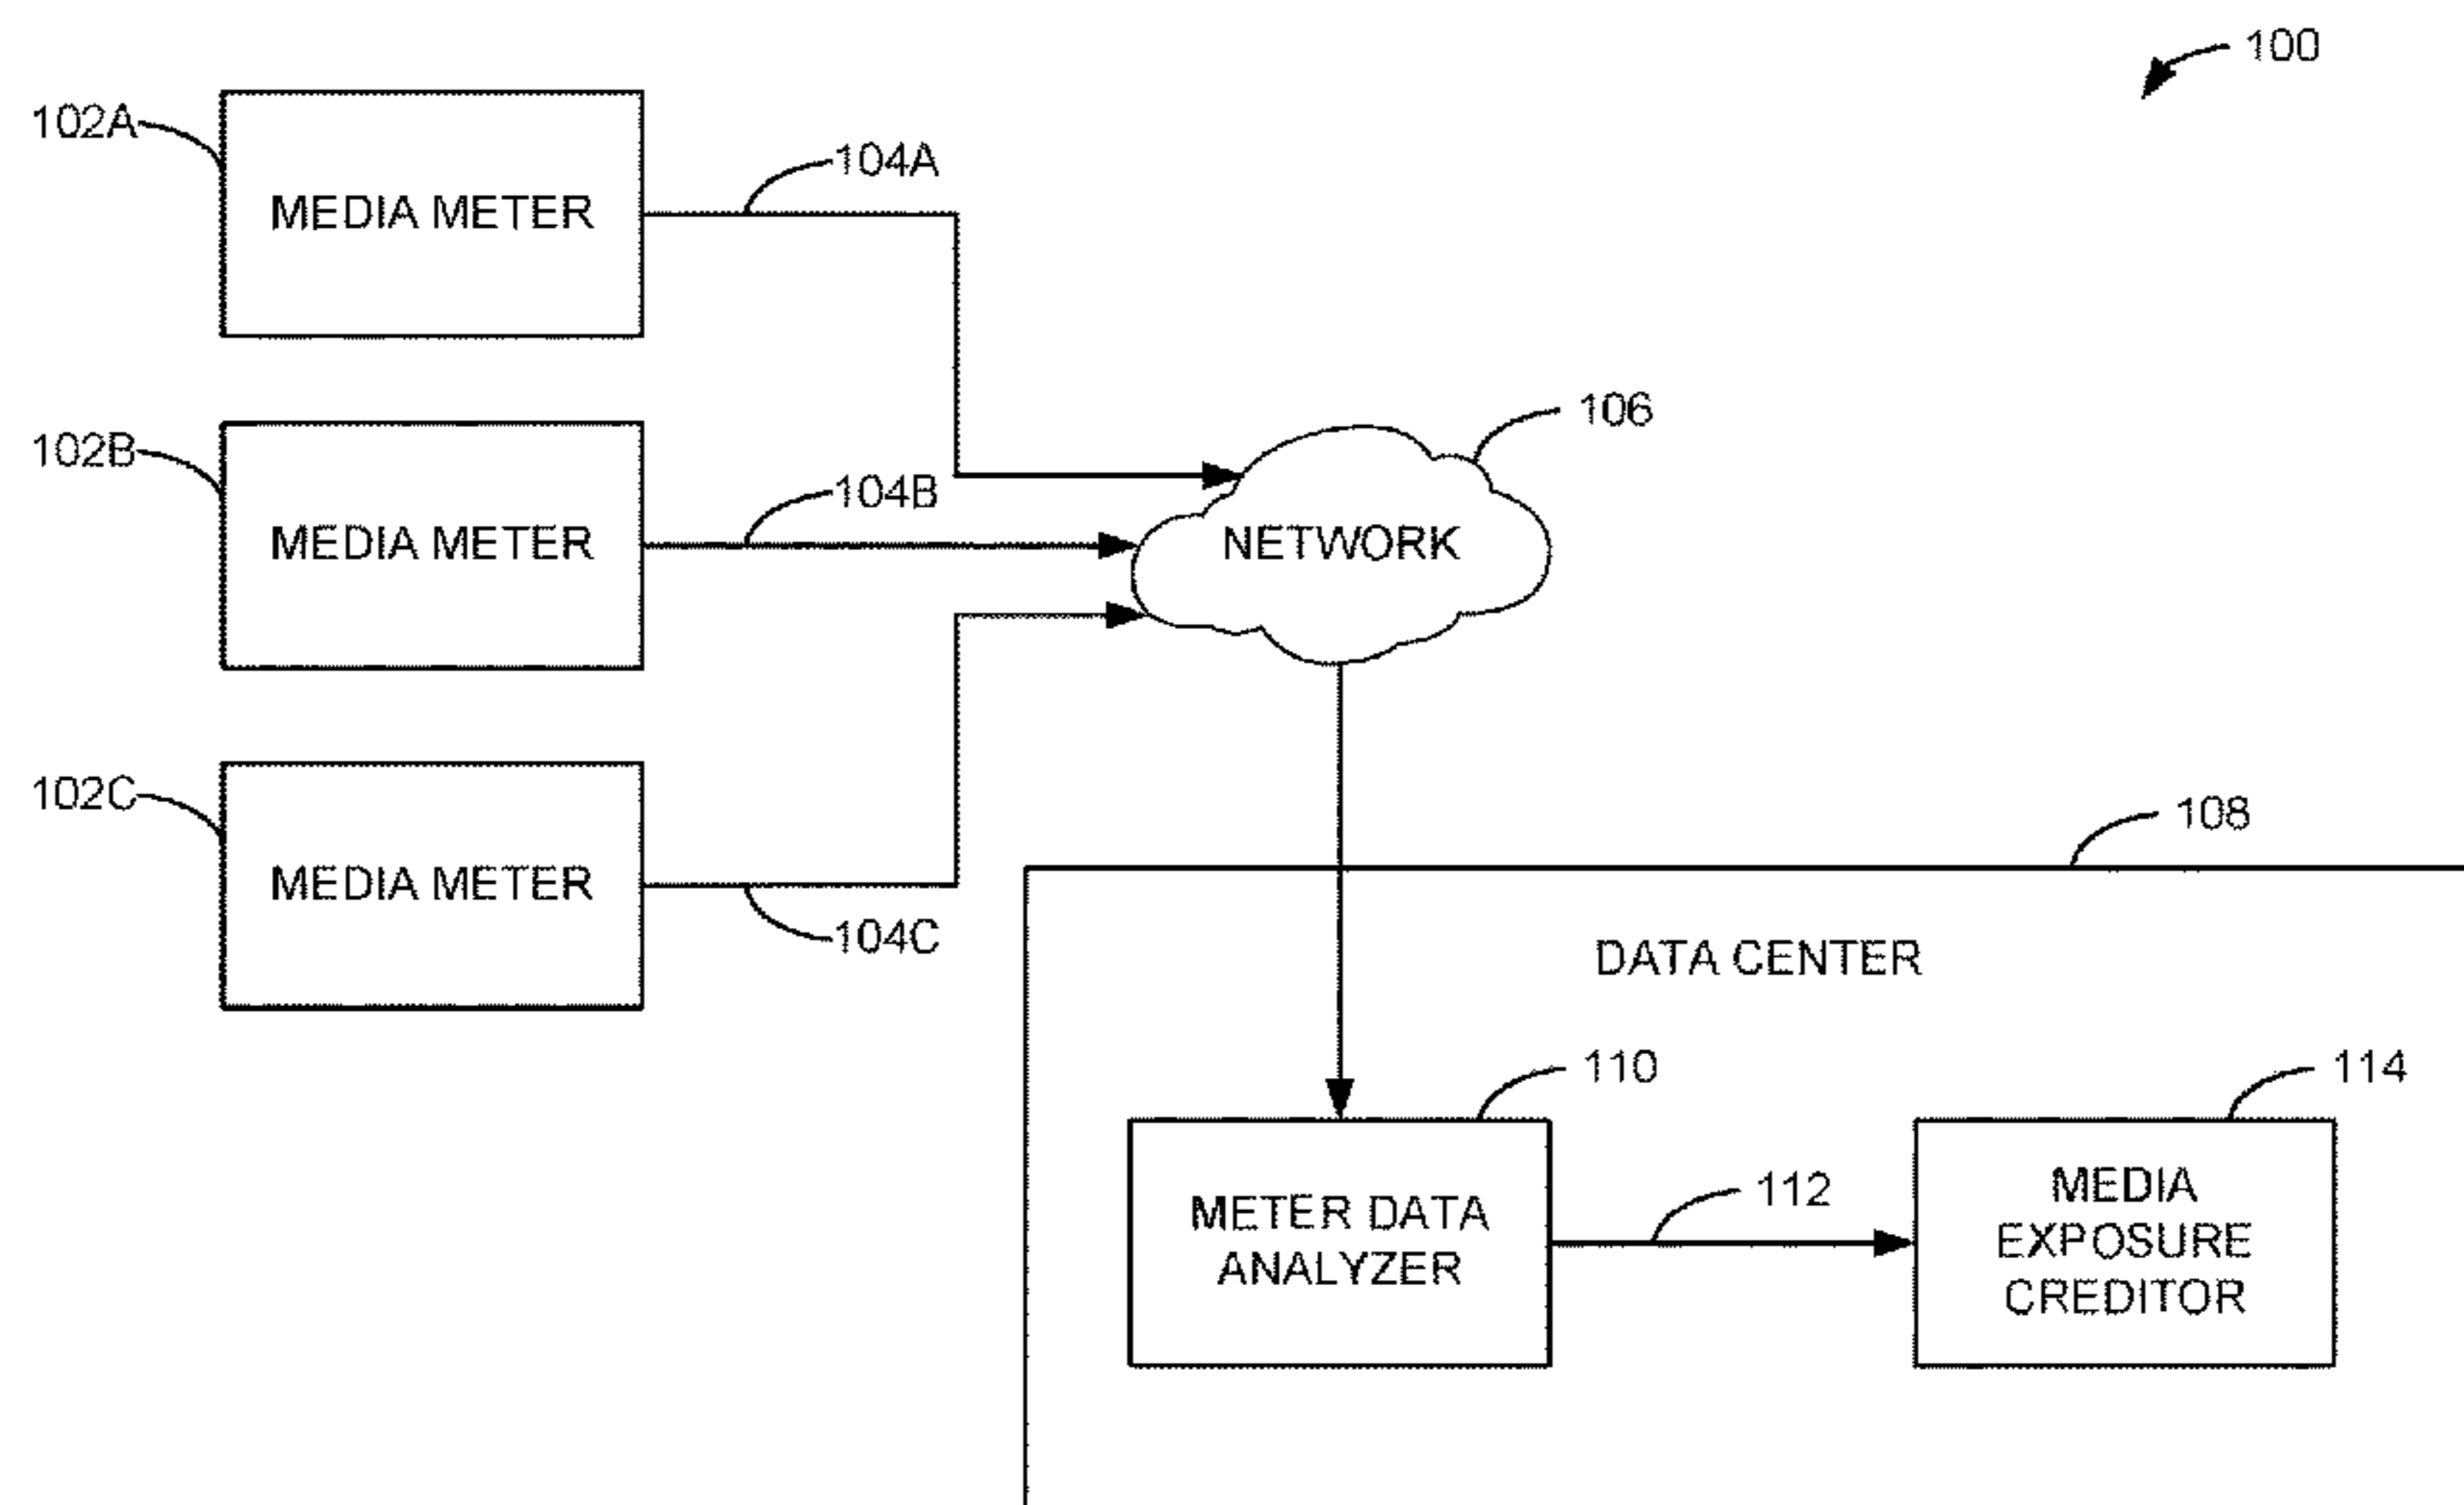 100
102A
MEDIA METER
104A
102B
MEDIA METER
104B
106
NETWORK
102C
MEDIA METER
104C
108
DATA CENTER
110
METER DATA
ANALYZER
112
114
MEDIA
EXPOSURE
CREDITOR